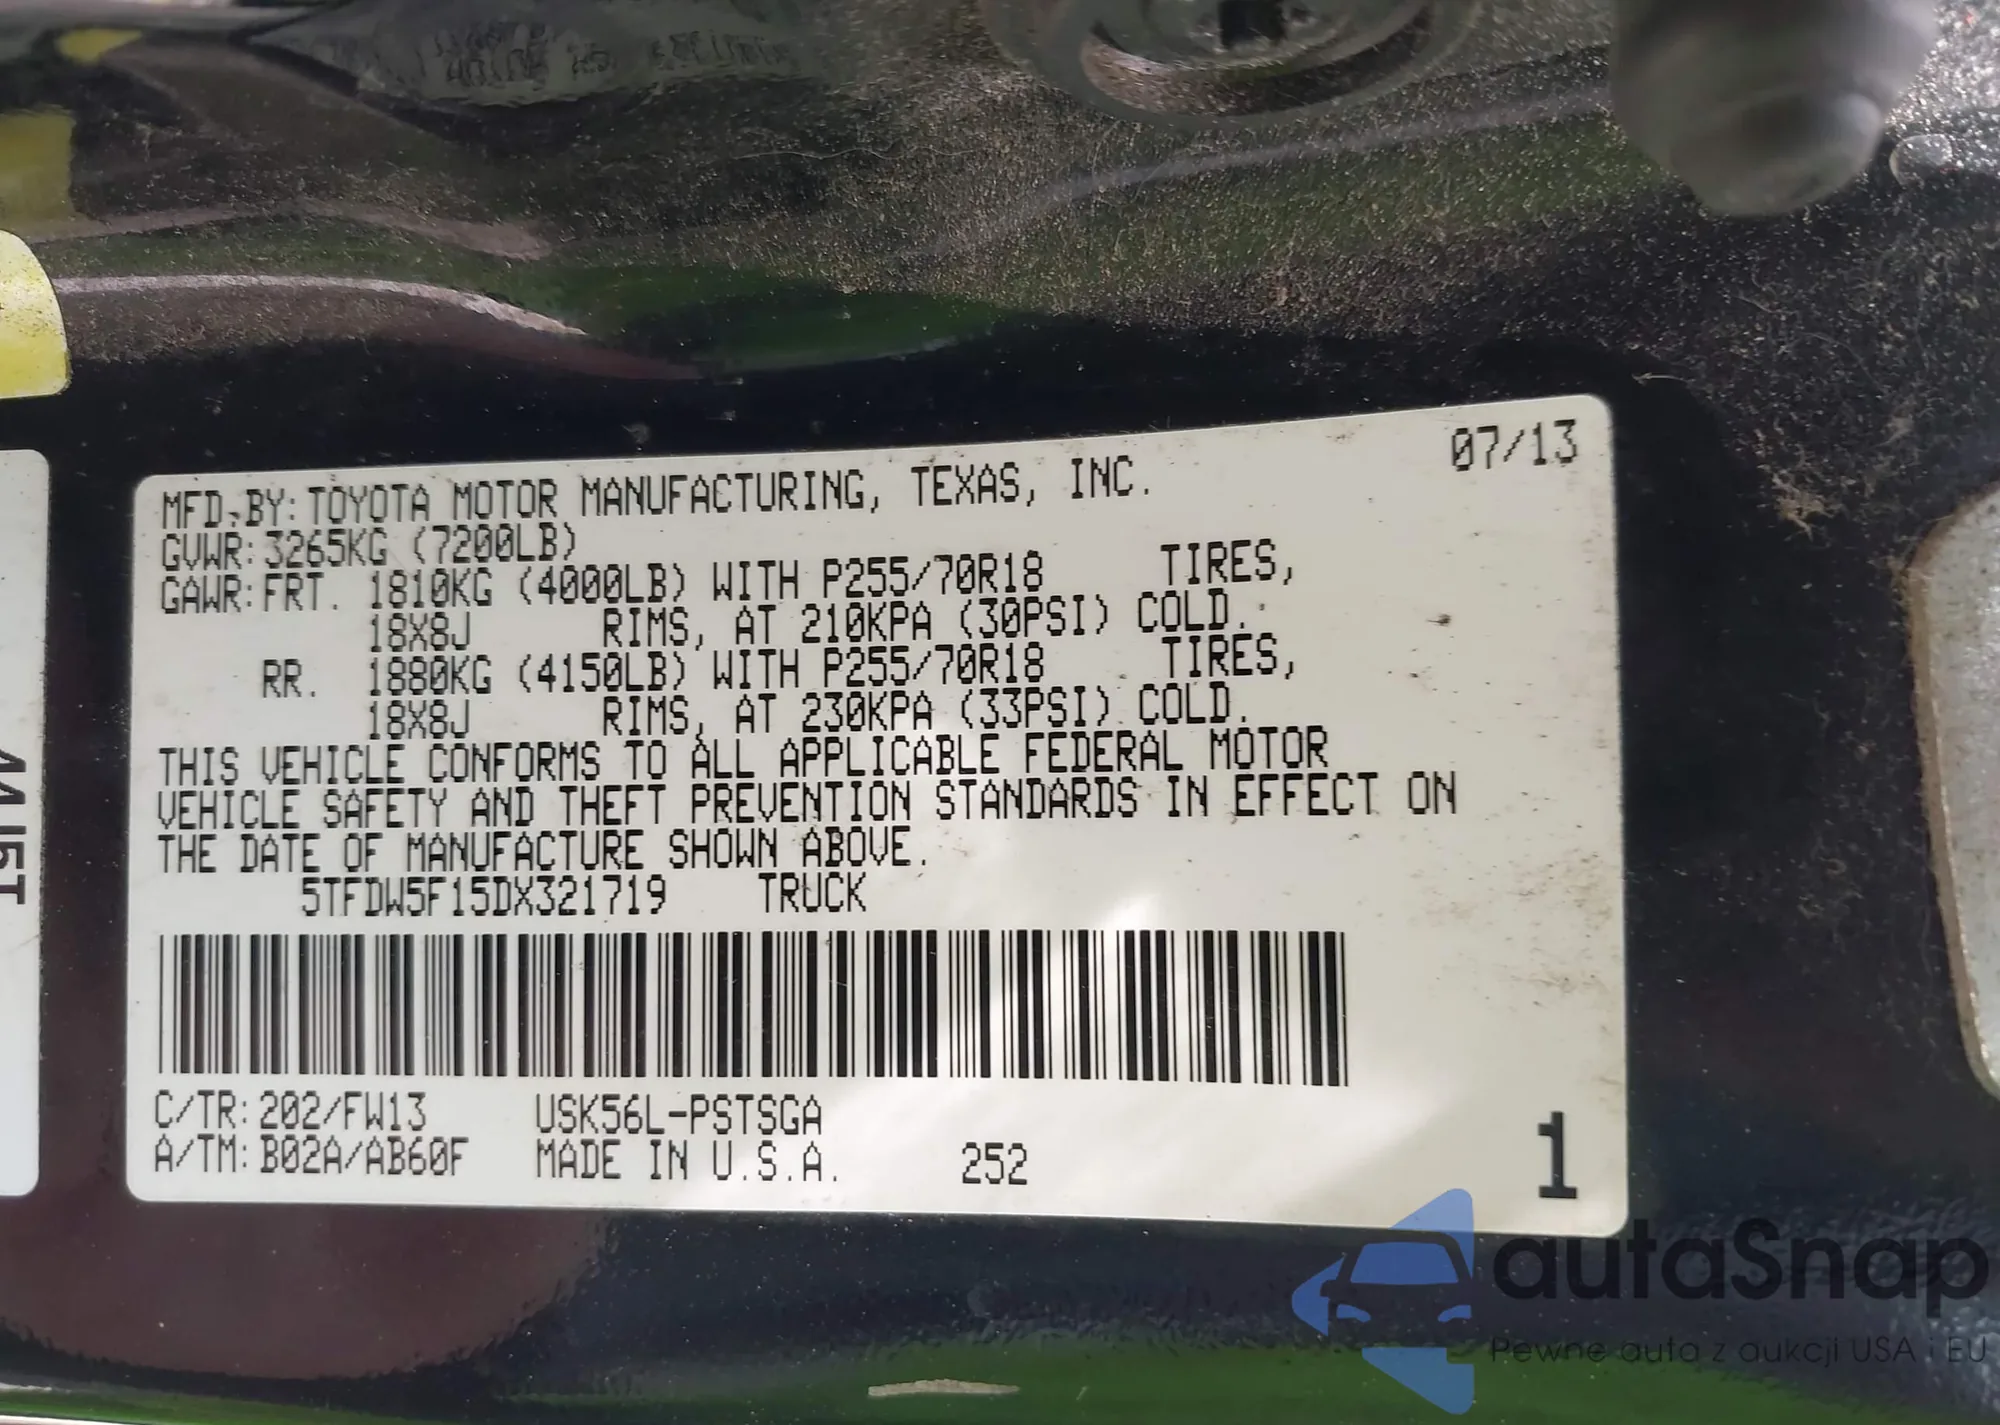 07/13
MFD.BY: TOYOTA MOTOR MANUFACTURING, TEXAS, INC.
GVWR: 3265KG (7200LB)
GAWR: FRT. 1810KG (4000LB) WITH P255/70R18 TIRES,
18X8J RIMS, AT 210KPA (30PSI) COLD.
RR. 1880KG (4150LB) WITH P255/70R18 TIRES,
18X8J RIMS, AT 230KPA (33PSI) COLD.
THIS VEHICLE CONFORMS TO ALL APPLICABLE FEDERAL MOTOR
VEHICLE SAFETY AND THEFT PREVENTION STANDARDS IN EFFECT ON
THE DATE OF MANUFACTURE SHOWN ABOVE.
5TFDW5F15DX321719 TRUCK
C/TR: 202/FW13 USK56L-PSTSGA
A/TM: B02A/AB60F MADE IN U.S.A. 252
1
autaSnap
Pewne auta z aukcji USA i EU